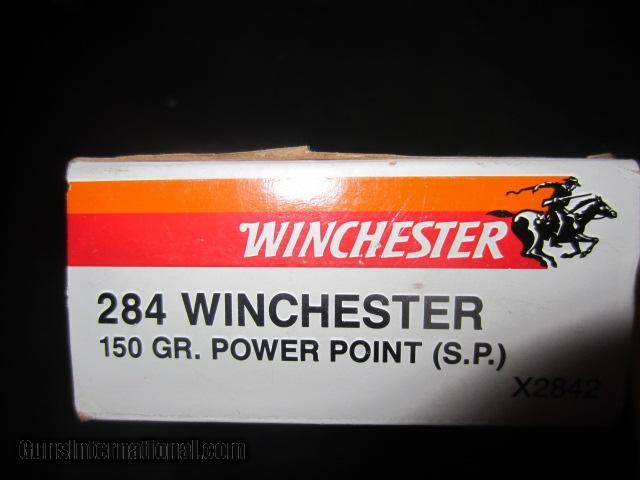 WINCHESTER
284 WINCHESTER
150 GR. POWER POINT (S.P.)
X2842
GunsInternational.com